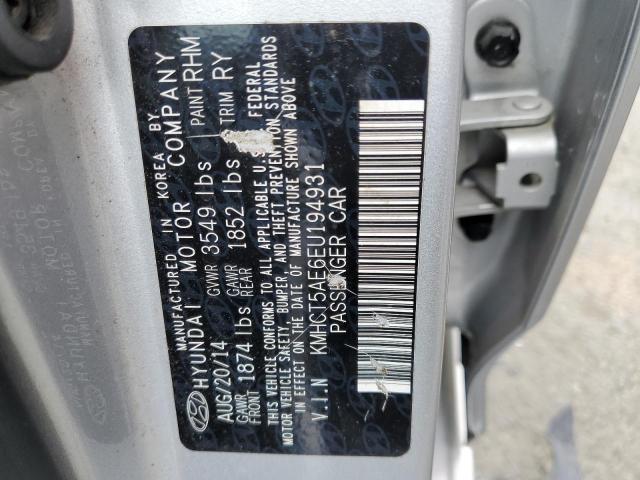 MANUFACTURED IN KOREA BY
HYUNDAI MOTOR COMPANY
AUG/20/14 GVWR 3549 lbs PAINT RHM
GAWR FRONT 1874 lbs GAWR REAR 1852 lbs TRIM RY
THIS VEHICLE CONFORMS TO ALL APPLICABLE U.S. FEDERAL
MOTOR VEHICLE SAFETY, BUMPER, AND THEFT PREVENTION STANDARDS
IN EFFECT ON THE DATE OF MANUFACTURE SHOWN ABOVE
V.I.N KMHCT5AE6EU194931
PASSENGER CAR